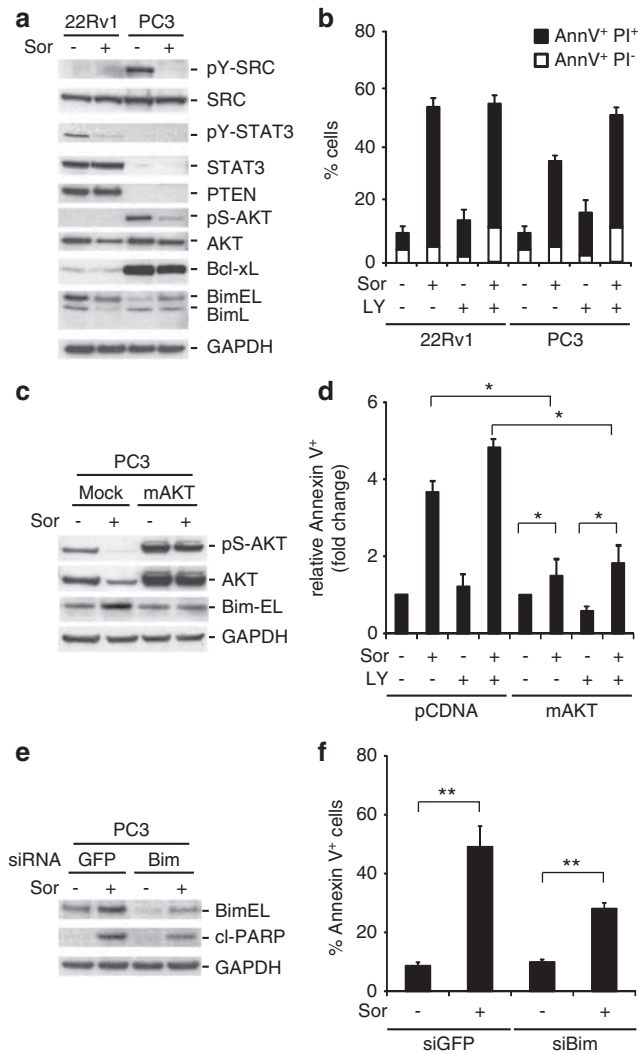 a
22Rv1 PC3
Sor - + - +
pY-SRC
SRC
pY-STAT3
STAT3
PTEN
pS-AKT
AKT
Bcl-xL
BimEL
BimL
GAPDH
b
AnnV+ PI+
AnnV+ PI-
% cells
80
60
40
20
0
Sor - + - + - + - +
LY - - + + - - + +
22Rv1 PC3
c
PC3
Mock mAKT
Sor - + - +
pS-AKT
AKT
Bim-EL
GAPDH
d
relative Annexin V+
(fold change)
6
4
2
0
* * * *
Sor - + - + - + - +
LY - - + + - - + +
pCDNA mAKT
e
PC3
siRNA GFP Bim
Sor - + - +
BimEL
cl-PARP
GAPDH
f
% Annexin V+ cells
80
60
40
20
0
** **
Sor - + - +
siGFP siBim